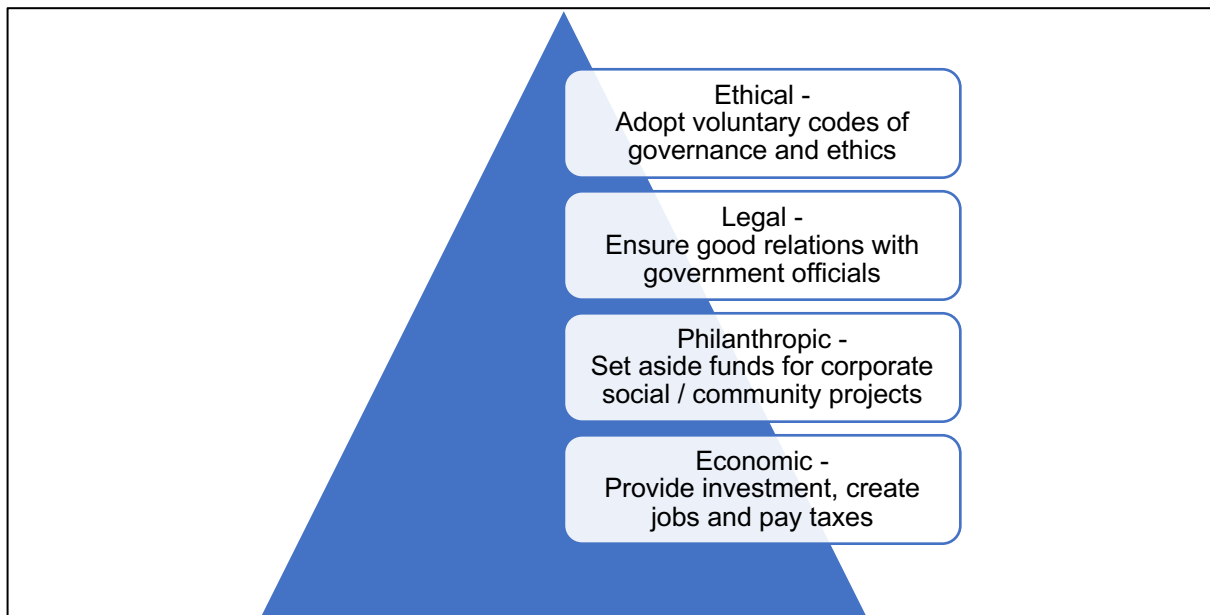 Ethical -
Adopt voluntary codes of
governance and ethics
Legal -
Ensure good relations with
government officials
Philanthropic -
Set aside funds for corporate
social / community projects
Economic -
Provide investment, create
jobs and pay taxes